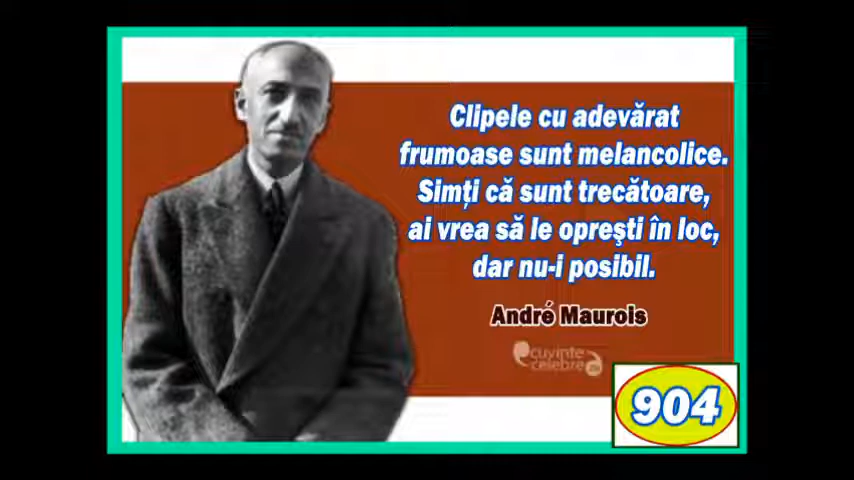 Clipele cu adevărat
frumoase sunt melancolice.
Simți că sunt trecătoare,
ai vrea să le oprești în loc,
dar nu-i posibil.
André Maurois
cuvinte
celebre
904